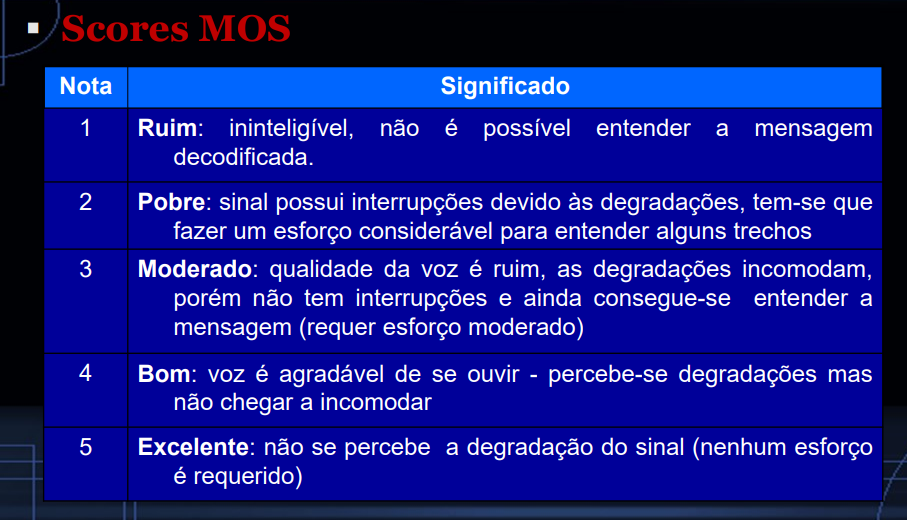 Scores MOS
Nota Significado
1 Ruim: ininteligível, não é possível entender a mensagem
decodificada.
2 Pobre: sinal possui interrupções devido às degradações, tem-se que
fazer um esforço considerável para entender alguns trechos
3 Moderado: qualidade da voz é ruim, as degradações incomodam,
porém não tem interrupções e ainda consegue-se entender a
mensagem (requer esforço moderado)
4 Bom: voz é agradável de se ouvir - percebe-se degradações mas
não chegar a incomodar
5 Excelente: não se percebe a degradação do sinal (nenhum esforço
é requerido)